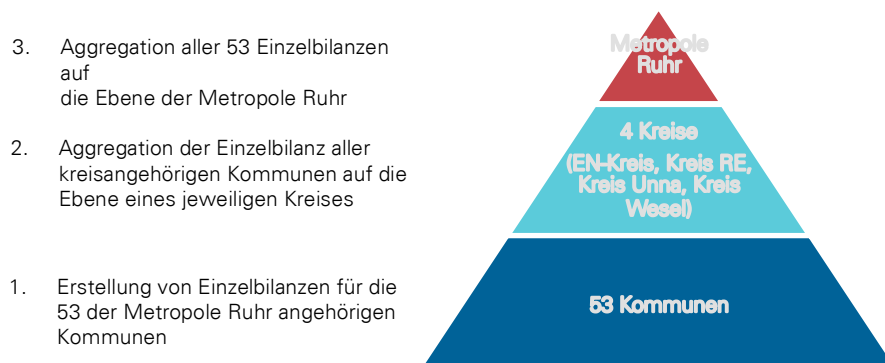 3. Aggregation aller 53 Einzelbilanzen
auf
die Ebene der Metropole Ruhr
2. Aggregation der Einzelbilanz aller
kreisangehörigen Kommunen auf die
Ebene eines jeweiligen Kreises
1. Erstellung von Einzelbilanzen für die
53 der Metropole Ruhr angehörigen
Kommunen
Metropole
Ruhr
4 Kreise
(EN-Kreis, Kreis RE,
Kreis Unna, Kreis
Wesel)
53 Kommunen